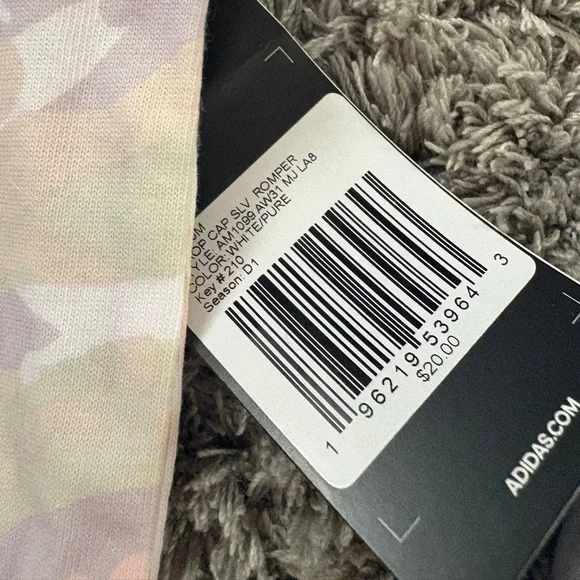 CAP SLV ROMPER
AM1099 AW31 MJ LA8
COLOR:WHITE/PURE
Key # 210
Season: D1
1 96219 53964 3
$20.00
ADIDAS.COM